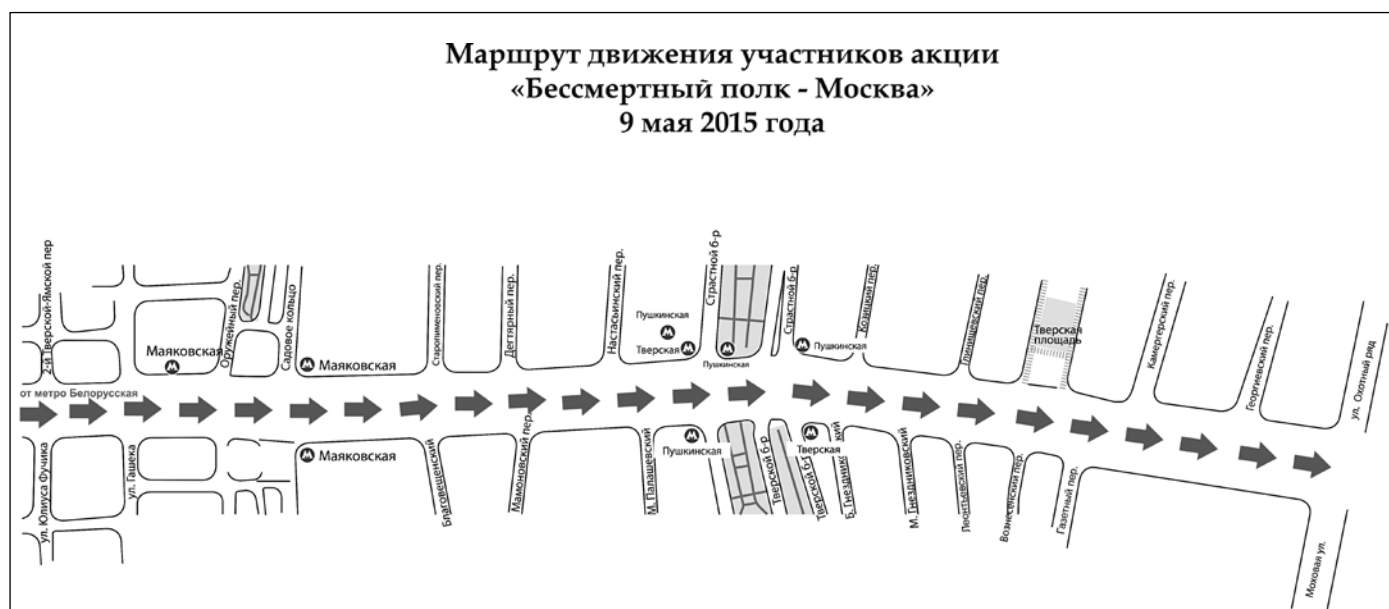 Маршрут движения участников акции
«Бессмертный полк - Москва»
9 мая 2015 года
2-й Тверской-Ямской пер
Оружейный пер.
Садовое кольцо
Старопименовский пер.
Дегтярный пер.
Настасьинский пер.
Страстной б-р
Страстной б-р
Козицкий пер.
Глинищевский пер.
Тверская
площадь
Камергерский пер.
Георгиевский пер.
ул. Охотный ряд
Маяковская
Маяковская
Пушкинская
Тверская
Пушкинская
Пушкинская
от метро Белорусская
ул. Юлиуса Фучика
ул. Гашека
Маяковская
Благовещенский
Мамоновский пер.
М. Палашевский
Пушкинская
Тверской б-р
Тверская
Тверской б-р
Б. Гнездниковский
М. Гнездниковский
Леонтьевский пер.
Вознесенский пер.
Газетный пер.
Моховая ул.